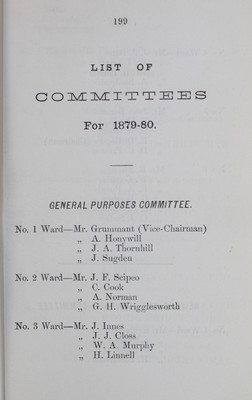 199
LIST OF
COMMITTEES
For 1879-80.
GENERAL PURPOSES COMMITTEE.
No. 1 Ward—Mr. Grummant (Vice-Chairman)
„ A. Honywill
„ J. A. Thornhill
„ J. Sugden
No. 2 Ward—Mr. J. F. Scipeo
„ C. Cook
„ A. Norman
„ G. H. Wrigglesworth
No. 3 Ward—Mr. J. Innes
„ J. J. Closs
„ W. A. Murphy
„ H. Linnell